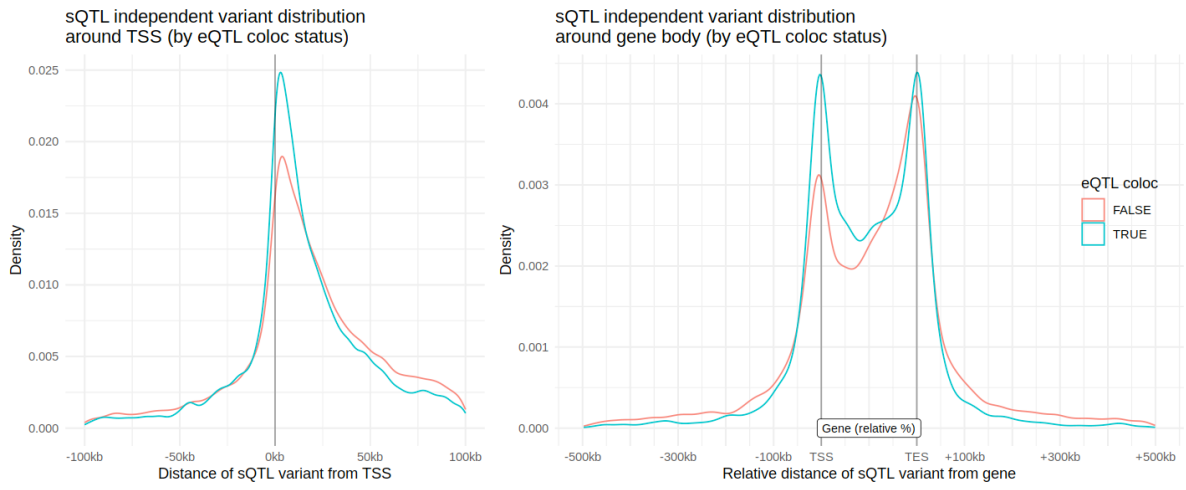 sQTL independent variant distribution
around TSS (by eQTL coloc status)
0.025
0.020
0.015
0.010
0.005
0.000
Density
-100kb -50kb 0kb 50kb 100kb
Distance of sQTL variant from TSS
sQTL independent variant distribution
around gene body (by eQTL coloc status)
0.004
0.003
0.002
0.001
0.000
Density
Gene (relative %)
-500kb -300kb -100kb TSS TES +100kb +300kb +500kb
Relative distance of sQTL variant from gene
eQTL coloc
FALSE
TRUE